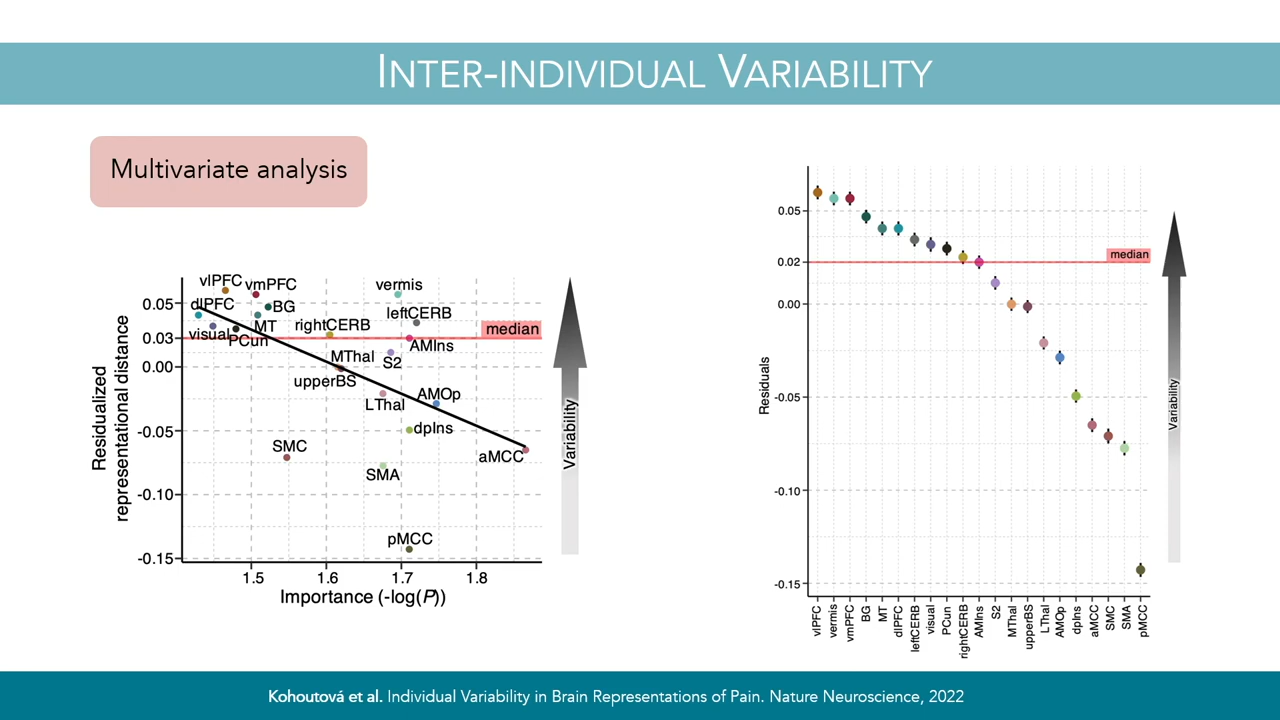 INTER-INDIVIDUAL VARIABILITY
Multivariate analysis
Residualized
representational distance
0.05
0.03
0.00
-0.05
-0.10
-0.15
vlPFC
vmPFC
dlPFC
BG
MT
visual
PCun
rightCERB
vermis
leftCERB
median
AMIns
S2
MThal
upperBS
LThal
AMOp
dpIns
SMC
SMA
aMCC
pMCC
1.5 1.6 1.7 1.8
Importance (-log(P))
Variability
Residuals
0.05
0.02
0.00
-0.05
-0.10
-0.15
median
vlPFC
vermis
vmPFC
BG
MT
dlPFC
leftCERB
visual
PCun
rightCERB
AMIns
S2
MThal
upperBS
LThal
AMOp
dpIns
aMCC
SMC
SMA
pMCC
Variability
Kohoutová et al. Individual Variability in Brain Representations of Pain. Nature Neuroscience, 2022